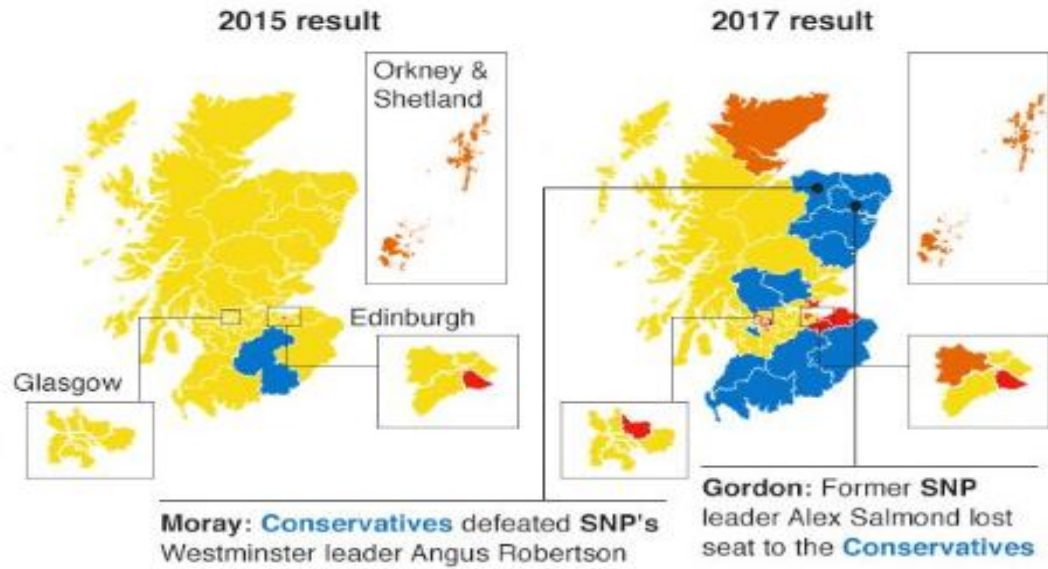 2015 result
2017 result
Orkney &
Shetland
Edinburgh
Glasgow
Moray: Conservatives defeated SNP's
Westminster leader Angus Robertson
Gordon: Former SNP
leader Alex Salmond lost
seat to the Conservatives